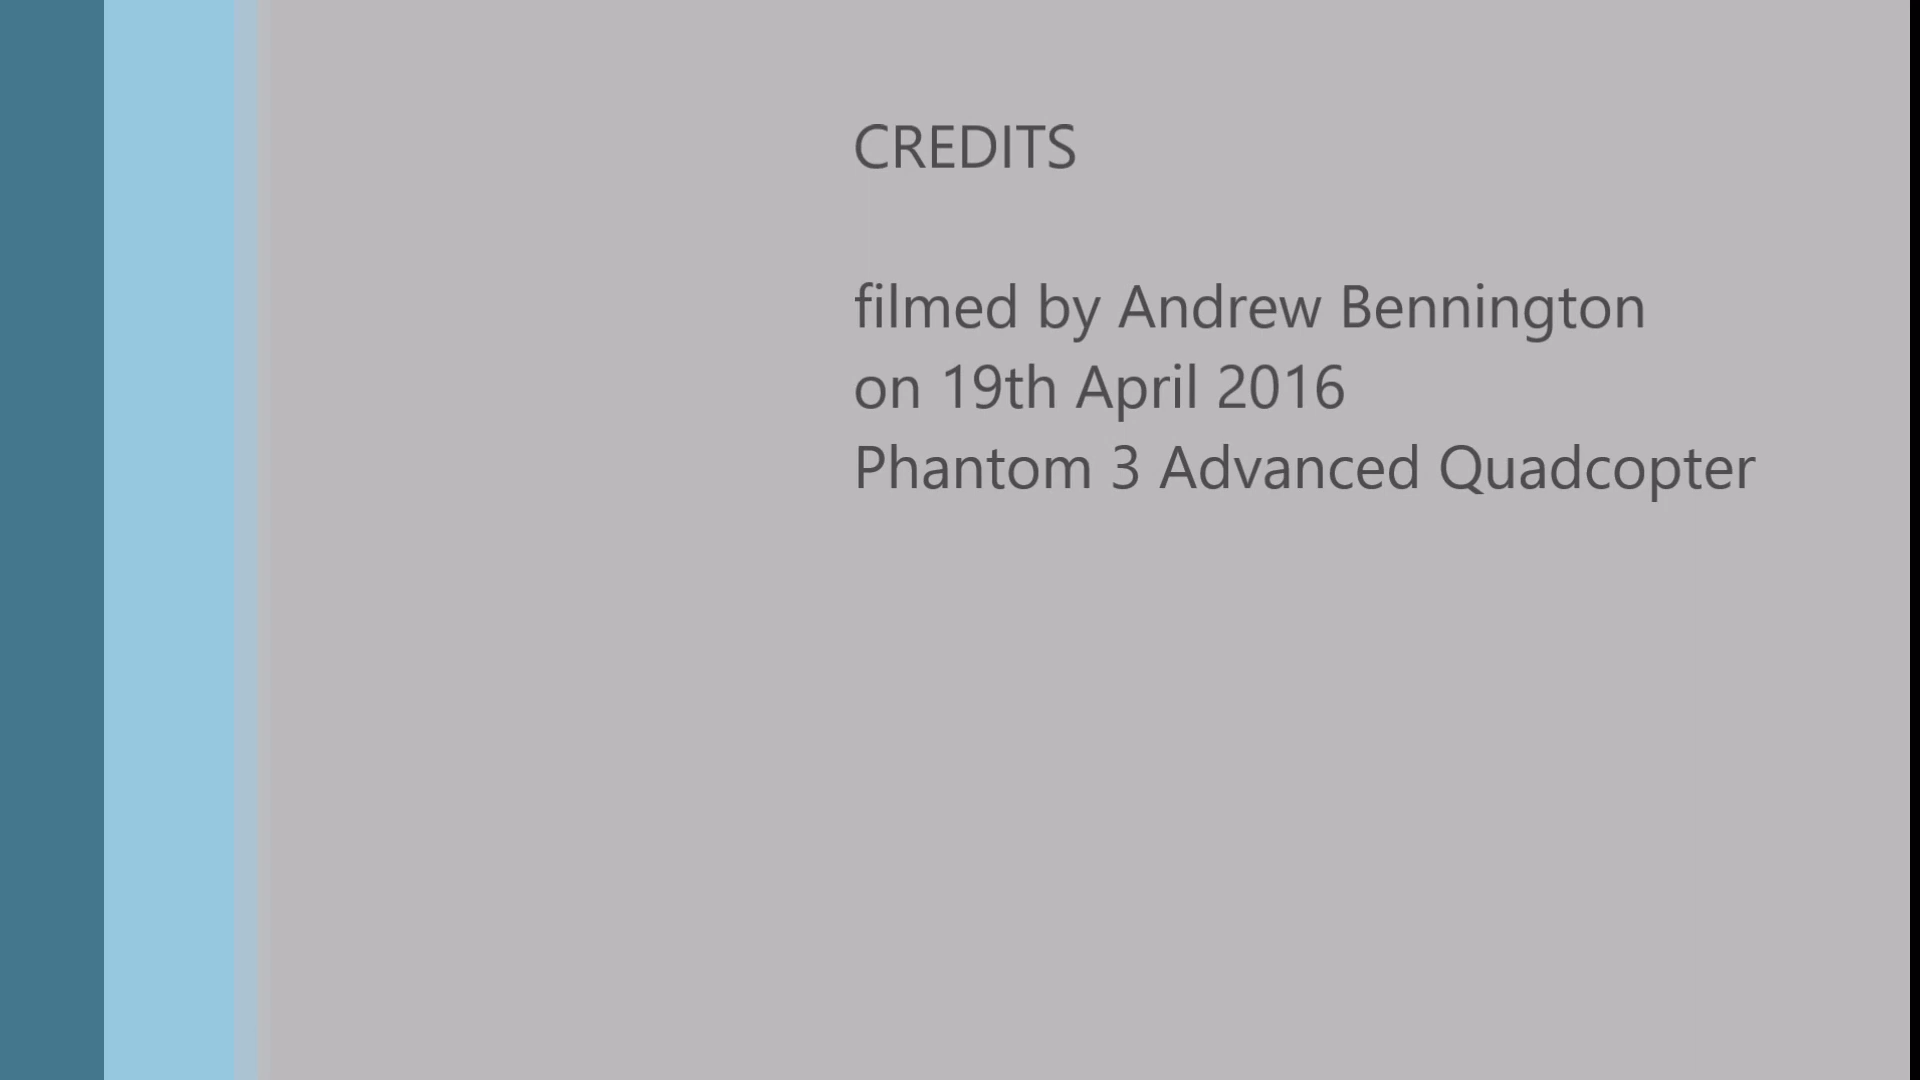 CREDITS
filmed by Andrew Bennington
on 19th April 2016
Phantom 3 Advanced Quadcopter